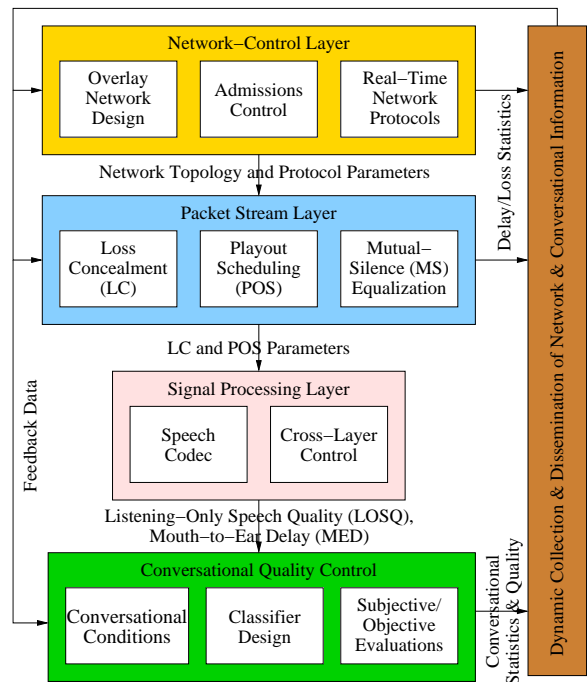 Network–Control Layer
Overlay
Network
Design
Admissions
Control
Real–Time
Network
Protocols
Network Topology and Protocol Parameters
Packet Stream Layer
Loss
Concealment
(LC)
Playout
Scheduling
(POS)
Mutual–
Silence (MS)
Equalization
LC and POS Parameters
Signal Processing Layer
Speech
Codec
Cross–Layer
Control
Listening–Only Speech Quality (LOSQ),
Mouth–to–Ear Delay (MED)
Conversational Quality Control
Conversational
Conditions
Classifier
Design
Subjective/
Objective
Evaluations
Feedback Data
Delay/Loss Statistics
Conversational
Statistics & Quality
Dynamic Collection & Dissemination of Network & Conversational Information